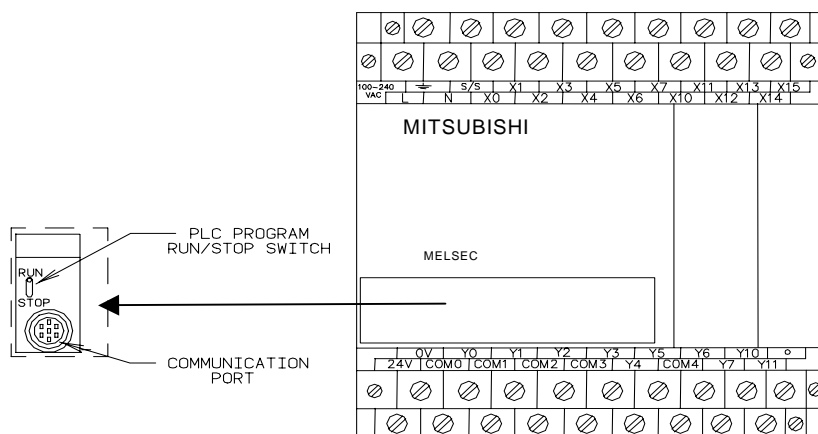 100-240 VAC ⏚ S/S X1 X3 X5 X7 X11 X13 X15
L N X0 X2 X4 X6 X10 X12 X14
MITSUBISHI
MELSEC
PLC PROGRAM
RUN/STOP SWITCH
RUN
STOP
COMMUNICATION
PORT
0V Y0 Y1 Y2 Y3 Y5 Y6 Y10
24V COM0 COM1 COM2 COM3 Y4 COM4 Y7 Y11